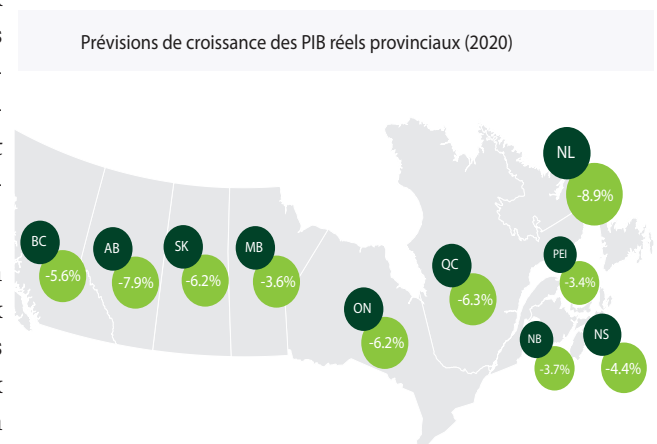 Prévisions de croissance des PIB réels provinciaux (2020)
NL
-8.9%
BC
-5.6%
AB
-7.9%
SK
-6.2%
MB
-3.6%
ON
-6.2%
QC
-6.3%
PEI
-3.4%
NB
-3.7%
NS
-4.4%